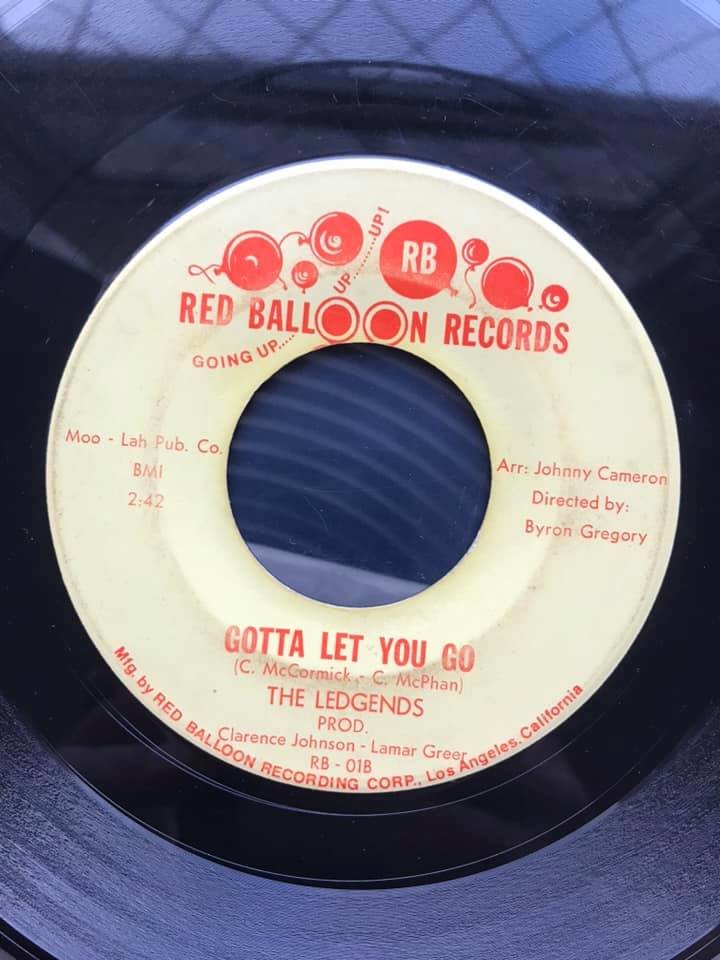 RB
RED BALLOON RECORDS
GOING UP.....UP.......UP!
Moo - Lah Pub. Co.
BMI
2:42
Arr: Johnny Cameron
Directed by:
Byron Gregory
GOTTA LET YOU GO
(C. McCormick - C. McPhan)
THE LEDGENDS
PROD.
Clarence Johnson - Lamar Greer
RB - 01B
Mfg. by RED BALLOON RECORDING CORP., Los Angeles, California